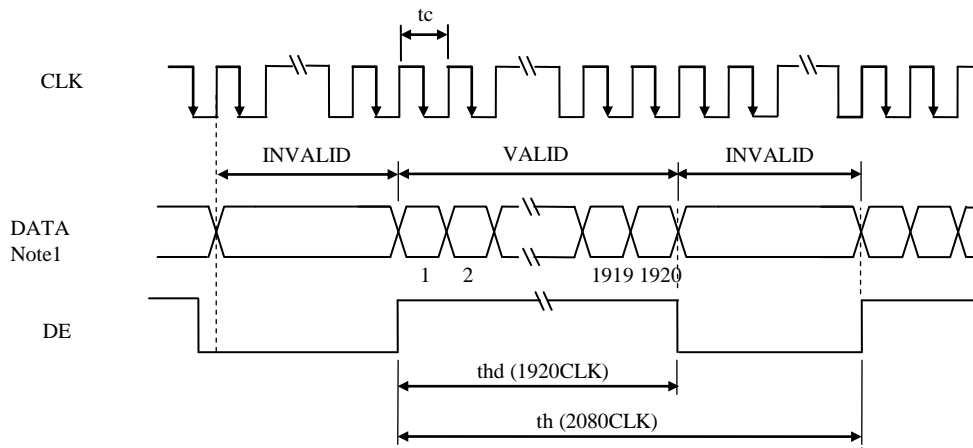 tc
CLK
INVALID VALID INVALID
DATA
Note1
1 2 1919 1920
DE
thd (1920CLK)
th (2080CLK)